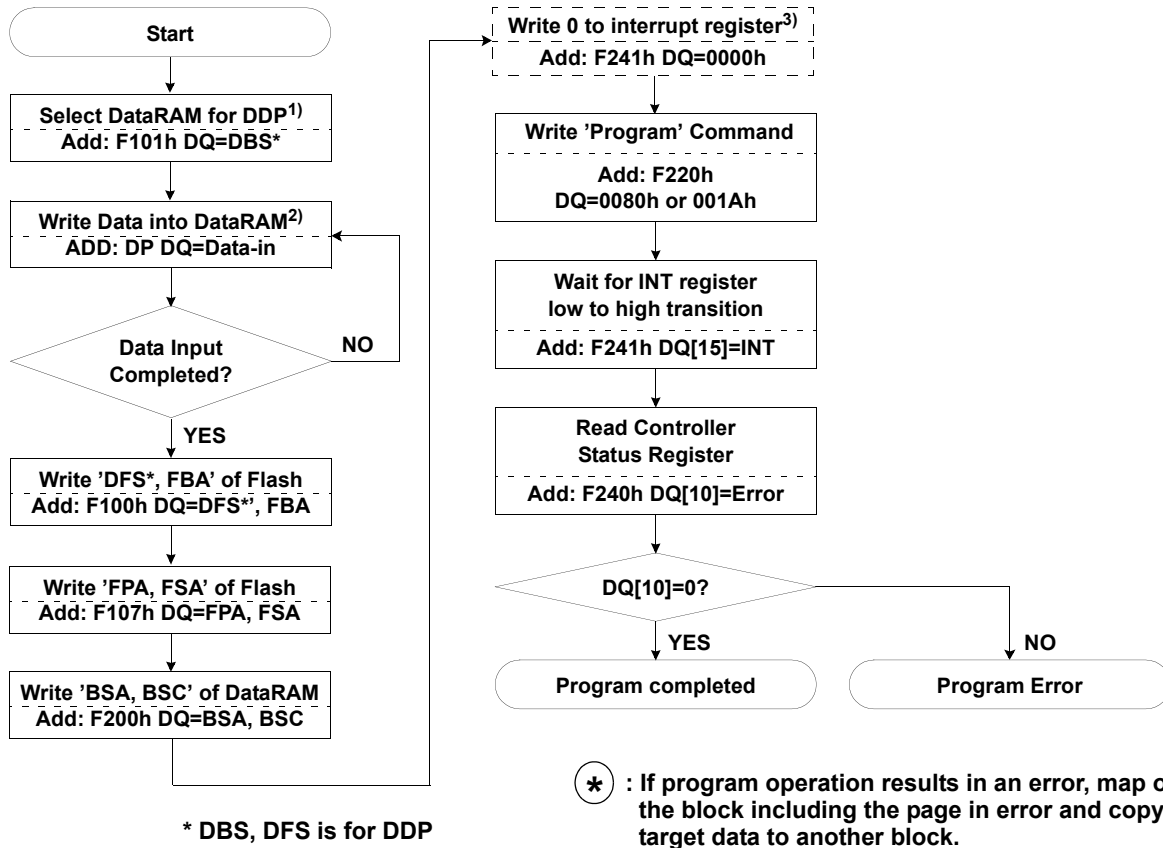 Start
Select DataRAM for DDP1)
Add: F101h DQ=DBS*
Write Data into DataRAM2)
ADD: DP DQ=Data-in
Data Input
Completed?
NO
YES
Write ’DFS*, FBA’ of Flash
Add: F100h DQ=DFS*’, FBA
Write ’FPA, FSA’ of Flash
Add: F107h DQ=FPA, FSA
Write ’BSA, BSC’ of DataRAM
Add: F200h DQ=BSA, BSC
* DBS, DFS is for DDP
Write 0 to interrupt register3)
Add: F241h DQ=0000h
Write ’Program’ Command
Add: F220h
DQ=0080h or 001Ah
Wait for INT register
low to high transition
Add: F241h DQ[15]=INT
Read Controller
Status Register
Add: F240h DQ[10]=Error
DQ[10]=0?
YES
NO
Program completed
Program Error
* : If program operation results in an error, map
the block including the page in error and copy
target data to another block.